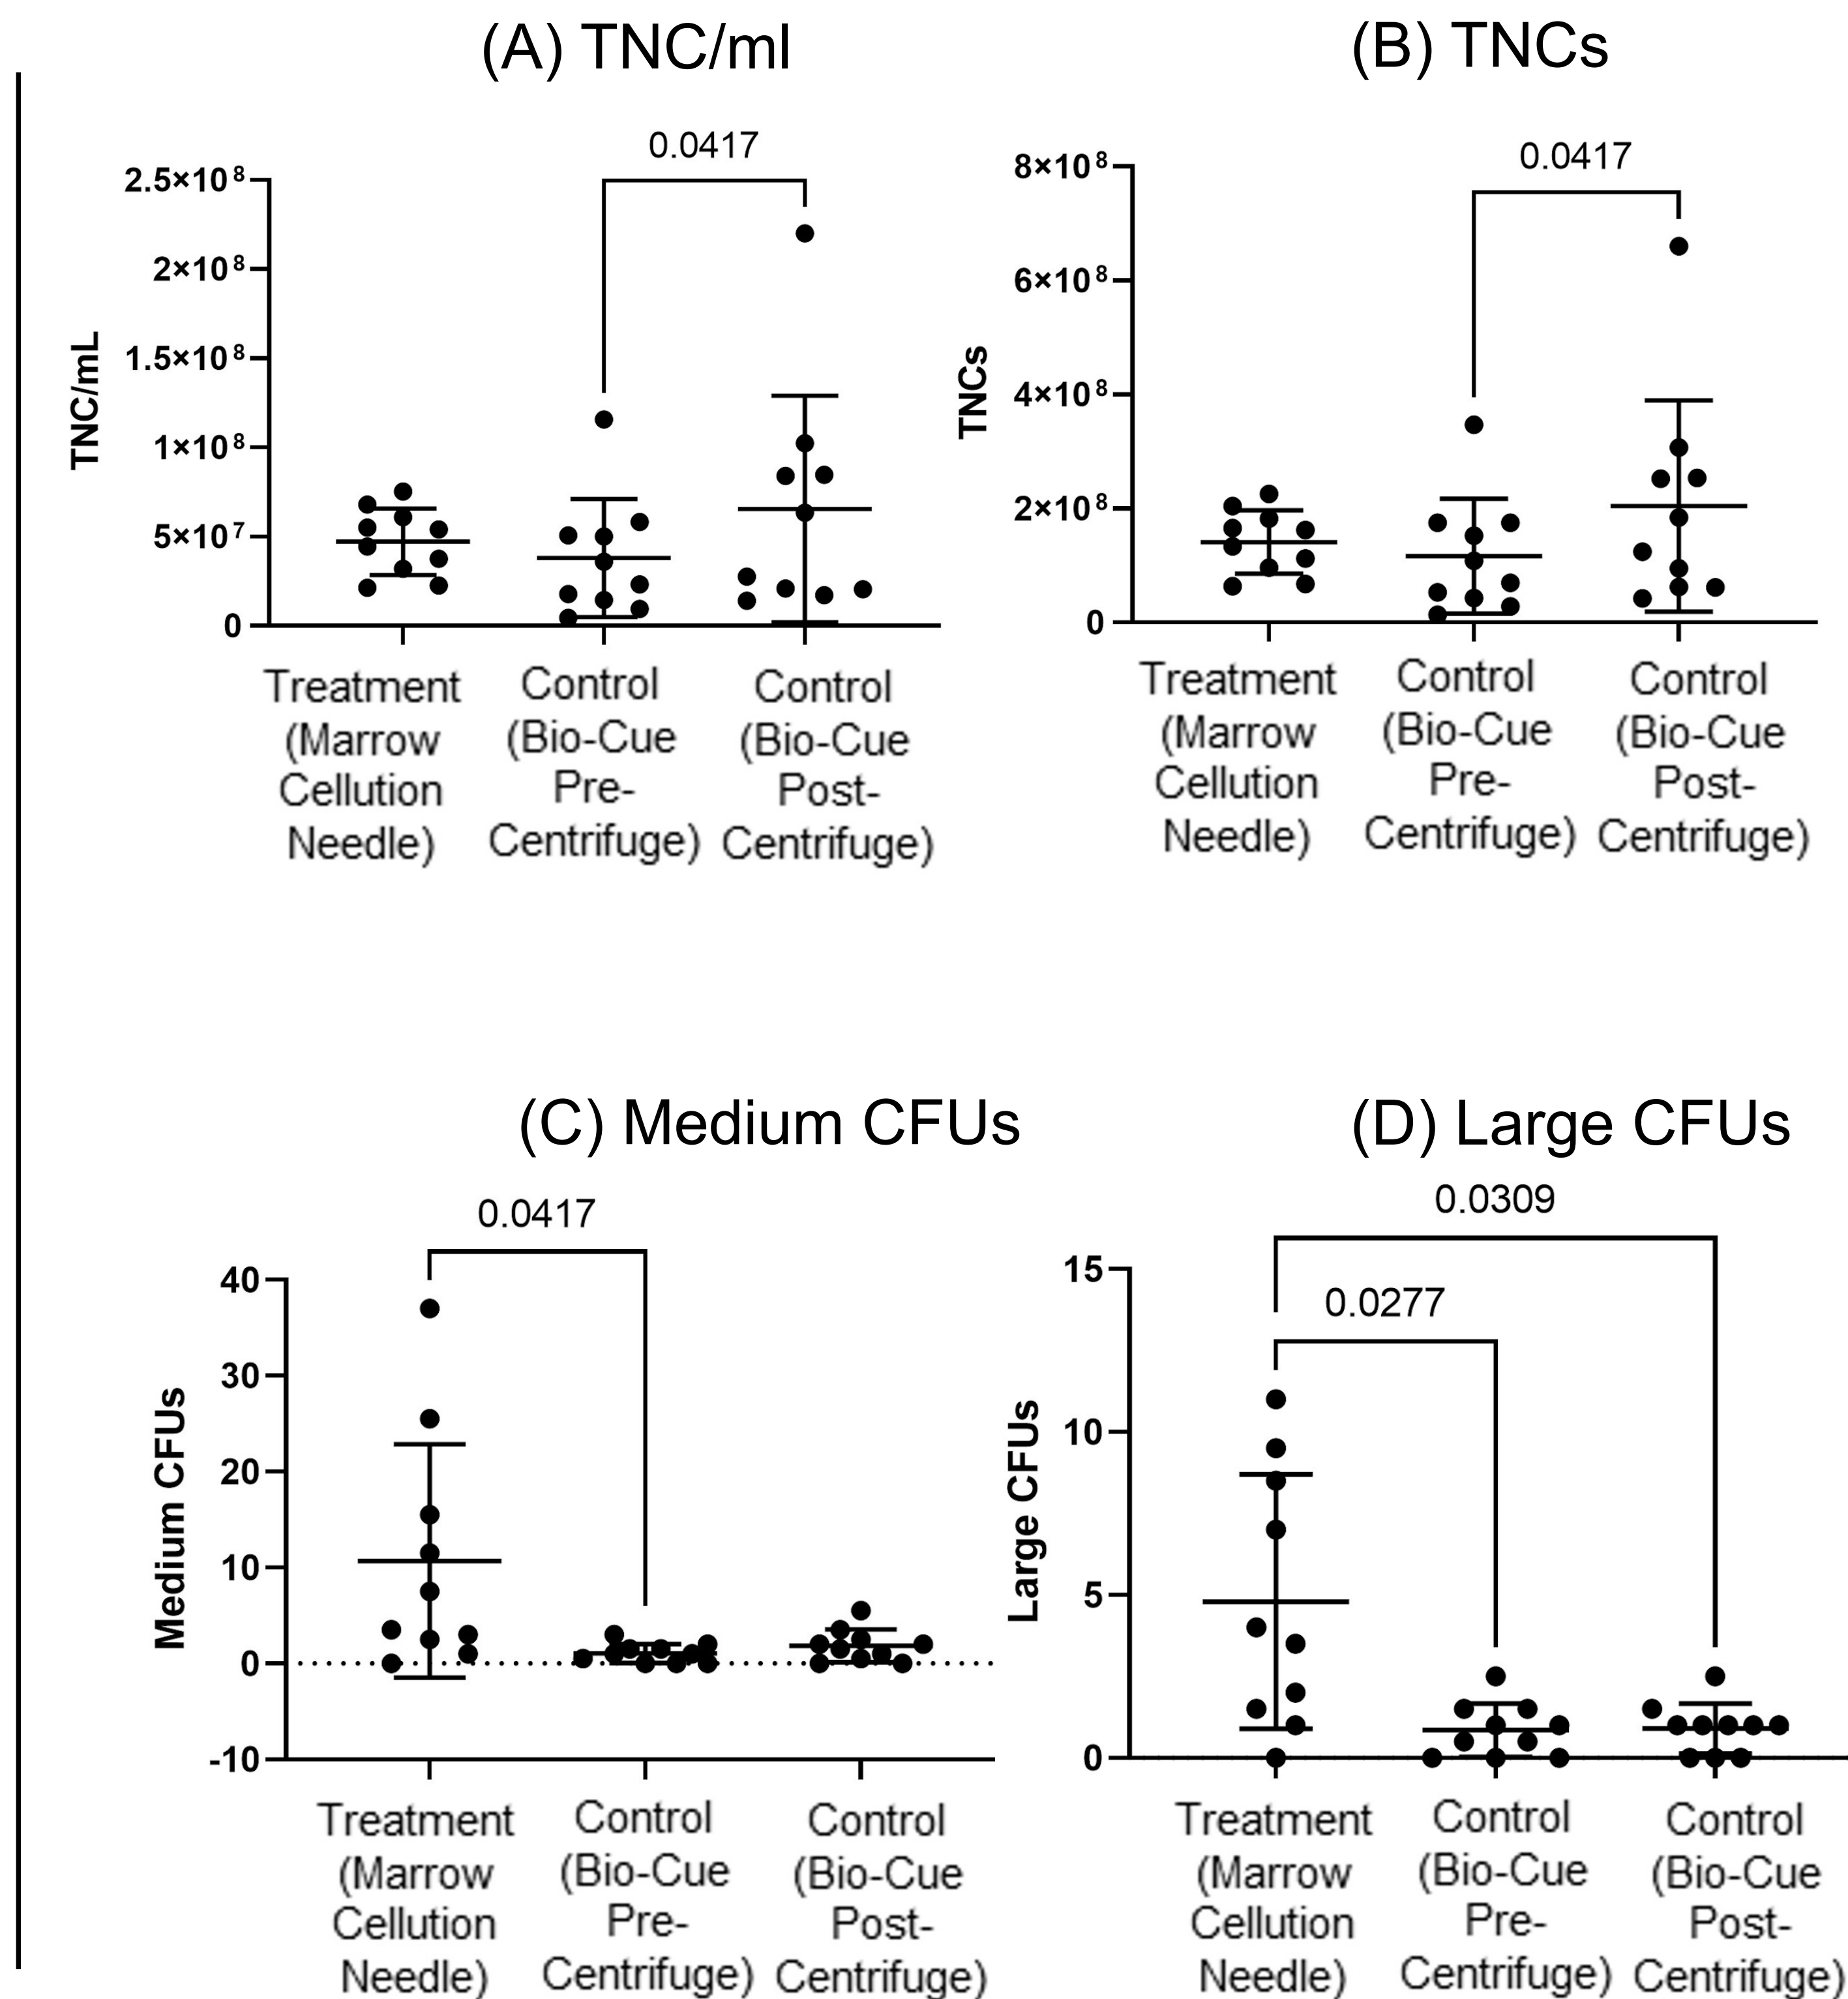 (A) TNC/ml
0.0417
2.5×10⁸
2×10⁸
1.5×10⁸
1×10⁸
5×10⁷
0
TNC/mL
Treatment
(Marrow
Cellution
Needle)
Control
(Bio-Cue
Pre-
Centrifuge)
Control
(Bio-Cue
Post-
Centrifuge)
(B) TNCs
0.0417
8×10⁸
6×10⁸
4×10⁸
2×10⁸
0
TNCs
Treatment
(Marrow
Cellution
Needle)
Control
(Bio-Cue
Pre-
Centrifuge)
Control
(Bio-Cue
Post-
Centrifuge)
(C) Medium CFUs
0.0417
40
30
20
10
0
-10
Medium CFUs
Treatment
(Marrow
Cellution
Needle)
Control
(Bio-Cue
Pre-
Centrifuge)
Control
(Bio-Cue
Post-
Centrifuge)
(D) Large CFUs
0.0309
0.0277
15
10
5
0
Large CFUs
Treatment
(Marrow
Cellution
Needle)
Control
(Bio-Cue
Pre-
Centrifuge)
Control
(Bio-Cue
Post-
Centrifuge)